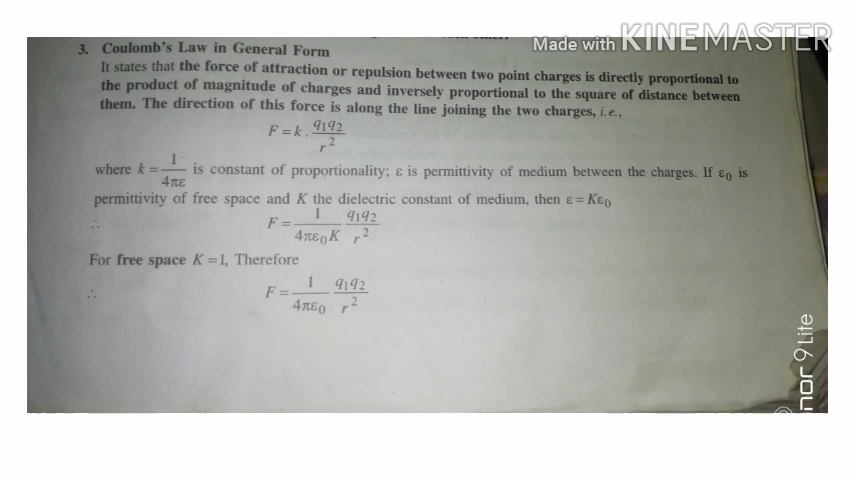 Made with KINEMASTER
3. Coulomb's Law in General Form
It states that the force of attraction or repulsion between two point charges is directly proportional to
the product of magnitude of charges and inversely proportional to the square of distance between
them. The direction of this force is along the line joining the two charges, i.e.,
F = k . q1q2 / r²
where k = 1 / 4πε is constant of proportionality; ε is permittivity of medium between the charges. If ε0 is
permittivity of free space and K the dielectric constant of medium, then ε = Kε0
∴ F = 1 / 4πε0K q1q2 / r²
For free space K = 1, Therefore
∴ F = 1 / 4πε0 q1q2 / r²
9 Lite